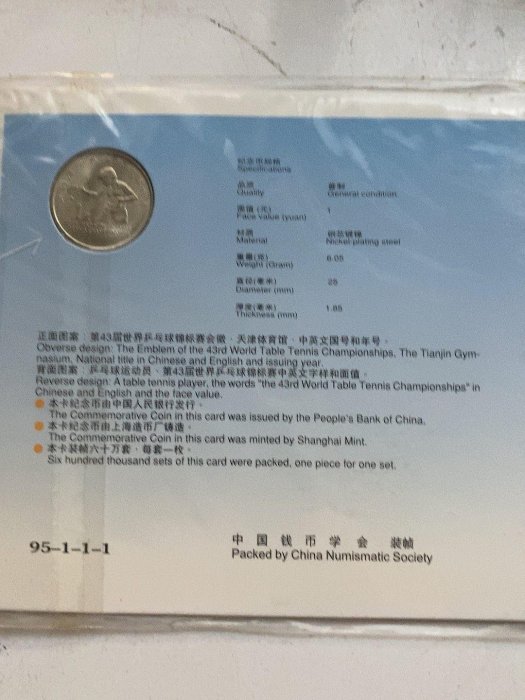 纪念币规格
Specifications
品质 普制
Quality General condition
面值(元) 1
Face value (yuan)
材质 钢芯镀镍
Material Nickel plating steel
重量(克) 6.05
Weight (Gram)
直径(毫米) 25
Diameter (mm)
厚度(毫米) 1.85
Thickness (mm)
正面图案：第43届世界乒乓球锦标赛会徽·天津体育馆·中英文国号和年号·
Obverse design: The Emblem of the 43rd World Table Tennis Championships, The Tianjin Gym-
nasium, National title in Chinese and English and issuing year.
背面图案：乒乓球运动员·第43届世界乒乓球锦标赛中英文字样和面值·
Reverse design: A table tennis player, the words "the 43rd World Table Tennis Championships" in
Chinese and English and the face value.
本卡纪念币由中国人民银行发行·
The Commemorative Coin in this card was issued by the People's Bank of China.
本卡纪念币由上海造币厂铸造·
The Commemorative Coin in this card was minted by Shanghai Mint.
本卡装帧六十万套·每套一枚·
Six hundred thousand sets of this card were packed, one piece for one set.
95-1-1-1
中国钱币学会 装帧
Packed by China Numismatic Society